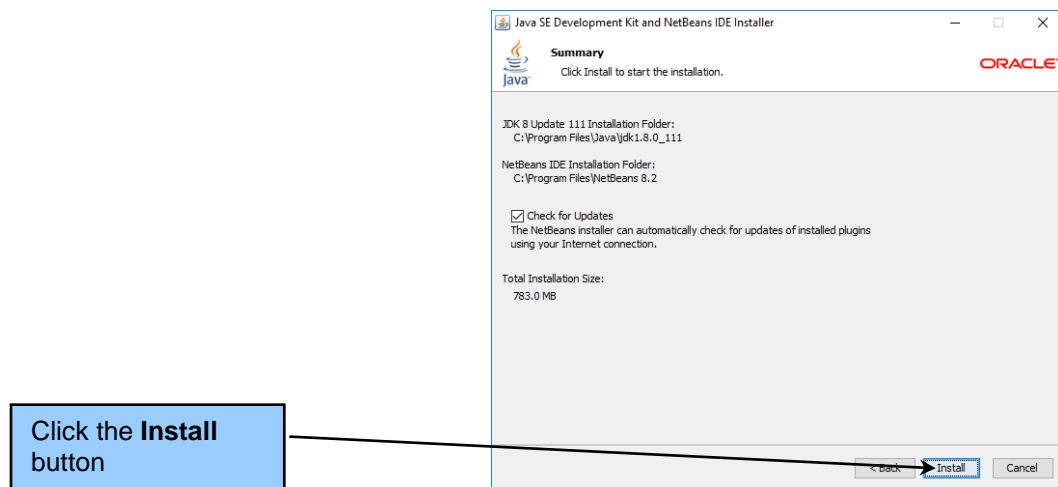 Java SE Development Kit and NetBeans IDE Installer
Summary
Click Install to start the installation.
Java
ORACLE
JDK 8 Update 111 Installation Folder:
C:\Program Files\Java\jdk1.8.0_111
NetBeans IDE Installation Folder:
C:\Program Files\NetBeans 8.2
Check for Updates
The NetBeans installer can automatically check for updates of installed plugins
using your Internet connection.
Total Installation Size:
783.0 MB
Click the Install
button
< Back Install Cancel